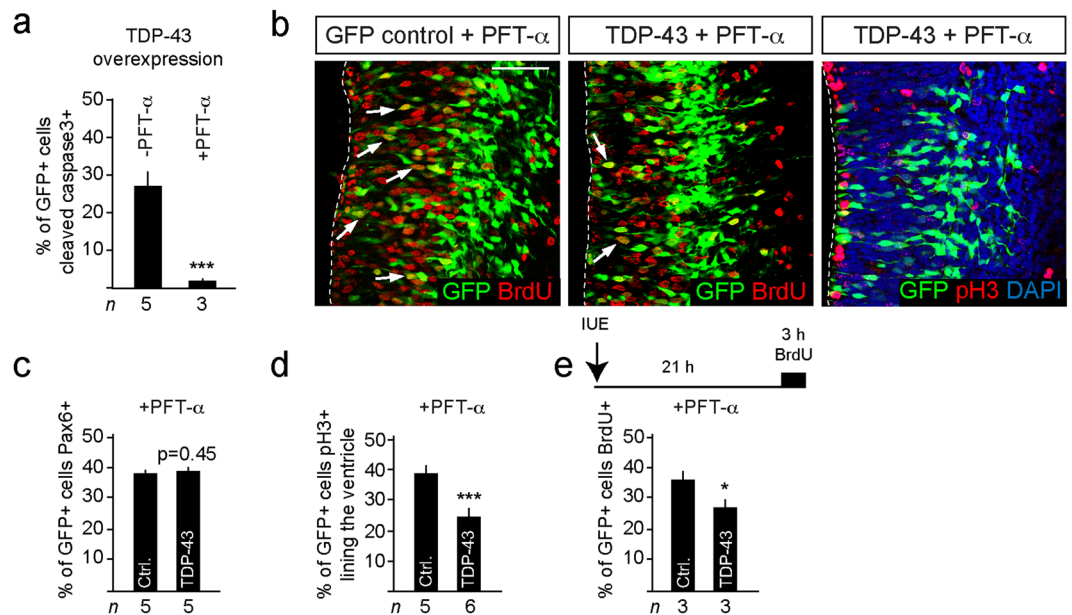 a
TDP-43
overexpression
% of GFP+ cells
cleaved caspase3+
50
40
30
20
10
-PFT-α
+PFT-α
***
n 5 3
b
GFP control + PFT-α
TDP-43 + PFT-α
TDP-43 + PFT-α
GFP BrdU
GFP BrdU
GFP pH3 DAPI
c
+PFT-α
% of GFP+ cells Pax6+
50
40
30
20
10
p=0.45
Ctrl.
TDP-43
n 5 5
d
+PFT-α
% of GFP+ cells pH3+
lining the ventricle
50
40
30
20
10
***
Ctrl.
TDP-43
n 5 6
e
IUE
21 h
3 h
BrdU
+PFT-α
% of GFP+ cells BrdU+
50
40
30
20
10
*
Ctrl.
TDP-43
n 3 3